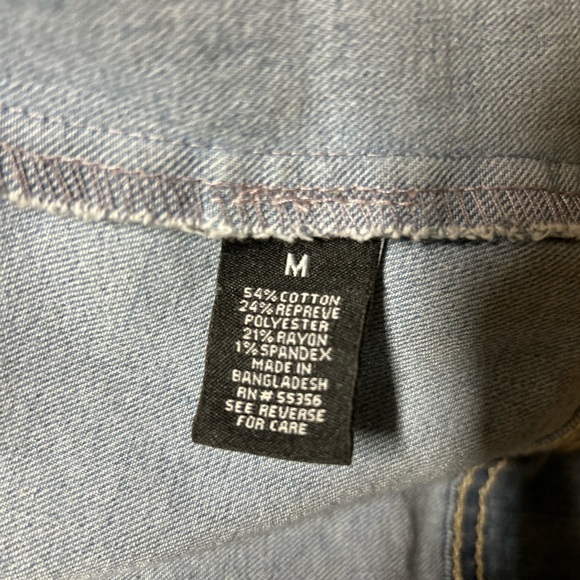 M
54% COTTON
24% REPREVE
POLYESTER
21% RAYON
1% SPANDEX
MADE IN
BANGLADESH
RN# 55356
SEE REVERSE
FOR CARE